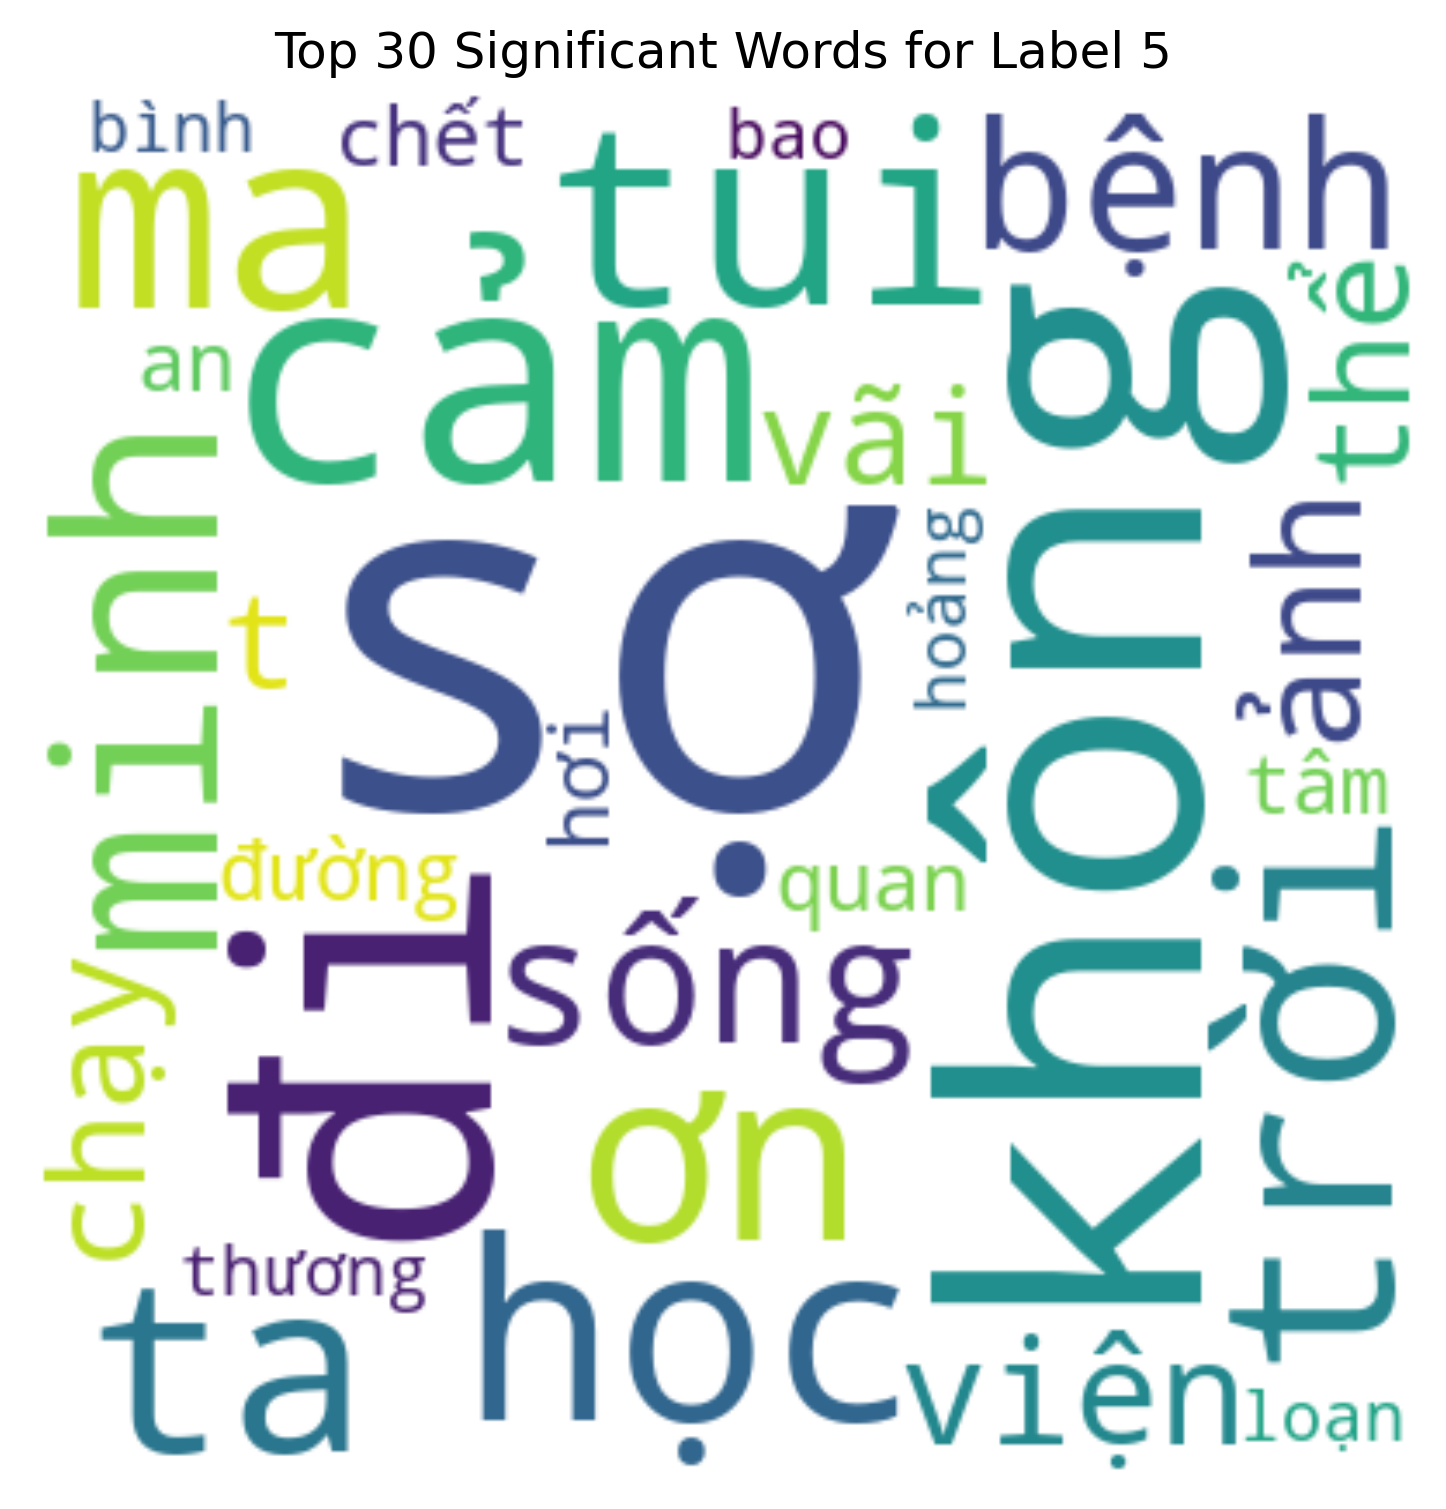 Top 30 Significant Words for Label 5
bình
chết
bao
bệnh
ma
tui
cảm
an
vãi
thể
không
minh
t
sợ
hoảng
ảnh
hơi
tâm
đường
quan
đi
sống
trời
chạy
ơn
thương
ta
học
viện
loạn